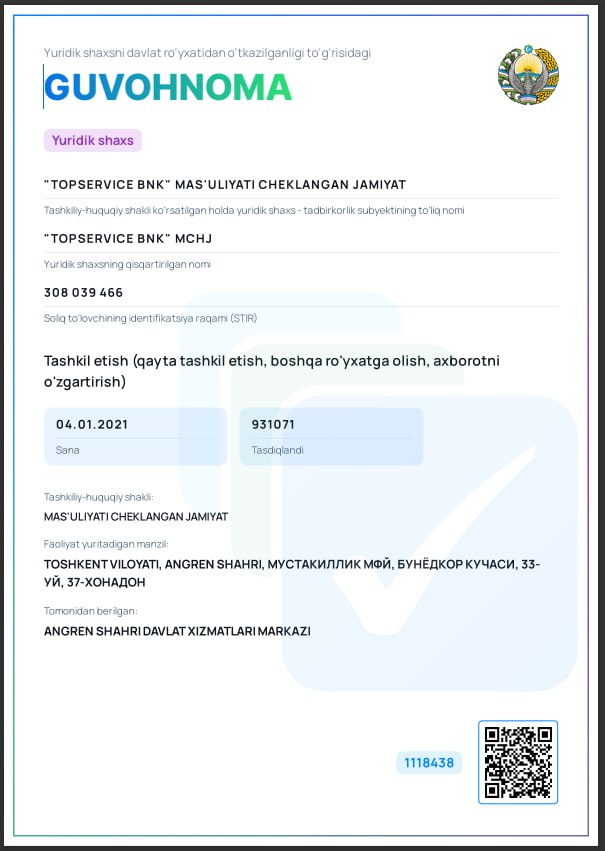 Yuridik shaxsni davlat ro'yxatidan o'tkazilganligi to'g'risidagi
GUVOHNOMA
Yuridik shaxs
"TOPSERVICE BNK" MAS'ULIYATI CHEKLANGAN JAMIYAT
Tashkiliy-huquqiy shakli ko'rsatilgan holda yuridik shaxs - tadbirkorlik subyektining to'liq nomi
"TOPSERVICE BNK" MCHJ
Yuridik shaxsning qisqartirilgan nomi
308 039 466
Soliq to'lovchining identifikatsiya raqami (STIR)
Tashkil etish (qayta tashkil etish, boshqa ro'yxatga olish, axborotni
o'zgartirish)
04.01.2021
Sana
931071
Tasdiqlandi
Tashkiliy-huquqiy shakli:
MAS'ULIYATI CHEKLANGAN JAMIYAT
Faoliyat yuritadigan manzil:
TOSHKENT VILOYATI, ANGREN SHAHRI, МУСТАКИЛЛИК МФЙ, БУНЁДКОР КУЧАСИ, 33-
УЙ, 37-ХОНАДОН
Tomonidan berilgan:
ANGREN SHAHRI DAVLAT XIZMATLARI MARKAZI
1118438